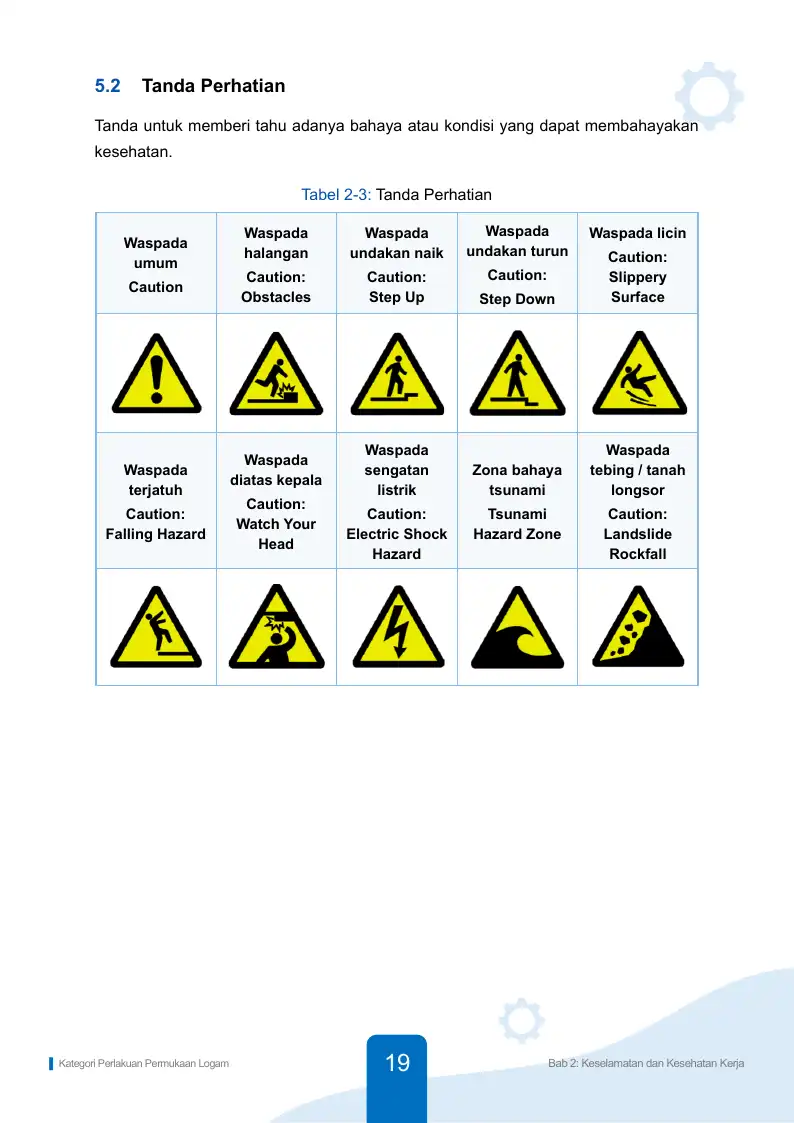 5.2 Tanda Perhatian
Tanda untuk memberi tahu adanya bahaya atau kondisi yang dapat membahayakan
kesehatan.
Tabel 2-3: Tanda Perhatian
Waspada
umum
Caution
Waspada
halangan
Caution:
Obstacles
Waspada
undakan naik
Caution:
Step Up
Waspada
undakan turun
Caution:
Step Down
Waspada licin
Caution:
Slippery
Surface
Waspada
terjatuh
Caution:
Falling Hazard
Waspada
diatas kepala
Caution:
Watch Your
Head
Waspada
sengatan
listrik
Caution:
Electric Shock
Hazard
Zona bahaya
tsunami
Tsunami
Hazard Zone
Waspada
tebing / tanah
longsor
Caution:
Landslide
Rockfall
Kategori Perlakuan Permukaan Logam
19
Bab 2: Keselamatan dan Kesehatan Kerja